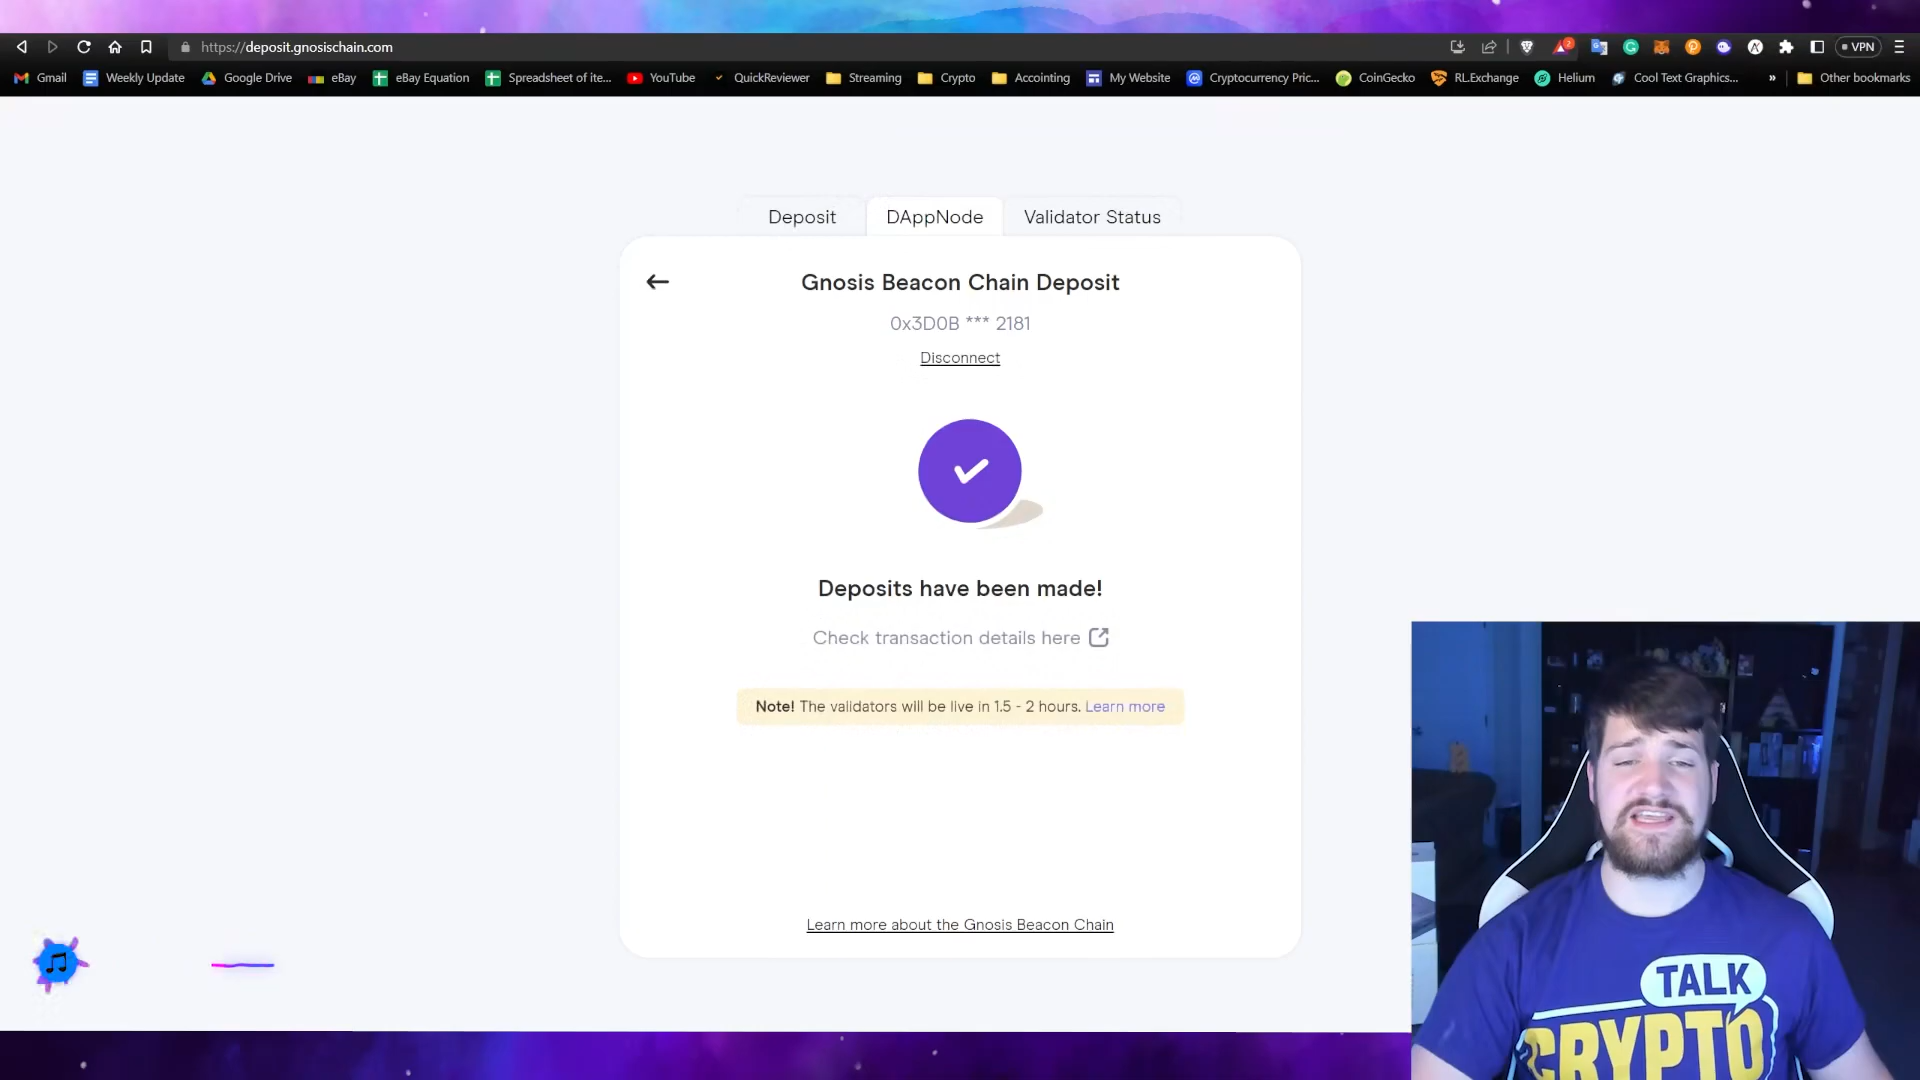 https://deposit.gnosischain.com
2
VPN
Gmail
Weekly Update
Google Drive
eBay
eBay Equation
Spreadsheet of ite...
YouTube
QuickReviewer
Streaming
Crypto
Accointing
My Website
Cryptocurrency Pric...
CoinGecko
RL.Exchange
Helium
Cool Text Graphics...
»
Other bookmarks
Deposit
DAppNode
Validator Status
Gnosis Beacon Chain Deposit
0x3D0B *** 2181
Disconnect
Deposits have been made!
Check transaction details here
Note! The validators will be live in 1.5 - 2 hours. Learn more
Learn more about the Gnosis Beacon Chain
TALK
CRYPTO